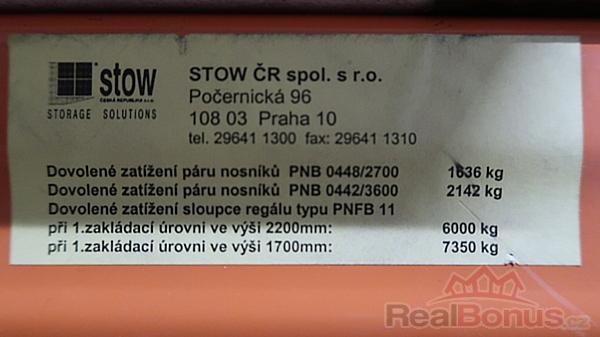 stow
ČESKÁ REPUBLIKA s.r.o.
STORAGE SOLUTIONS
STOW ČR spol. s r.o.
Počernická 96
108 03 Praha 10
tel. 29641 1300 fax: 29641 1310
Dovolené zatížení páru nosníků PNB 0448/2700 1636 kg
Dovolené zatížení páru nosníků PNB 0442/3600 2142 kg
Dovolené zatížení sloupce regálu typu PNFB 11
při 1.zakládací úrovni ve výši 2200mm: 6000 kg
při 1.zakládací úrovni ve výši 1700mm: 7350 kg
RealBonus.cz